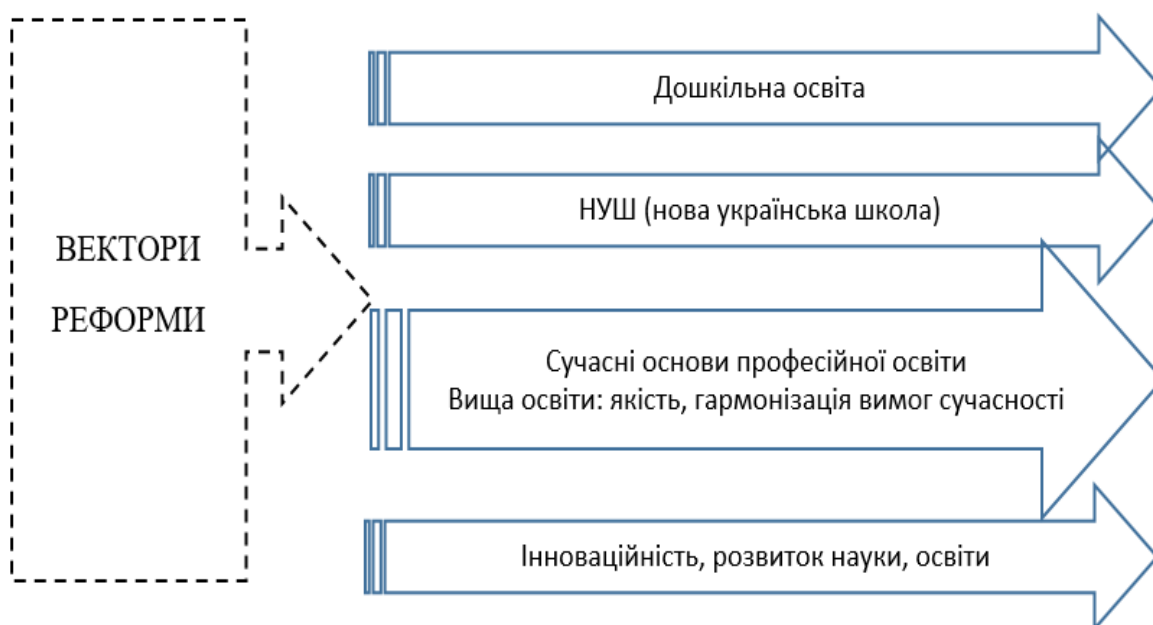 ВЕКТОРИ
РЕФОРМИ
Дошкільна освіта
НУШ (нова українська школа)
Сучасні основи професійної освіти
Вища освіти: якість, гармонізація вимог сучасності
Інноваційність, розвиток науки, освіти